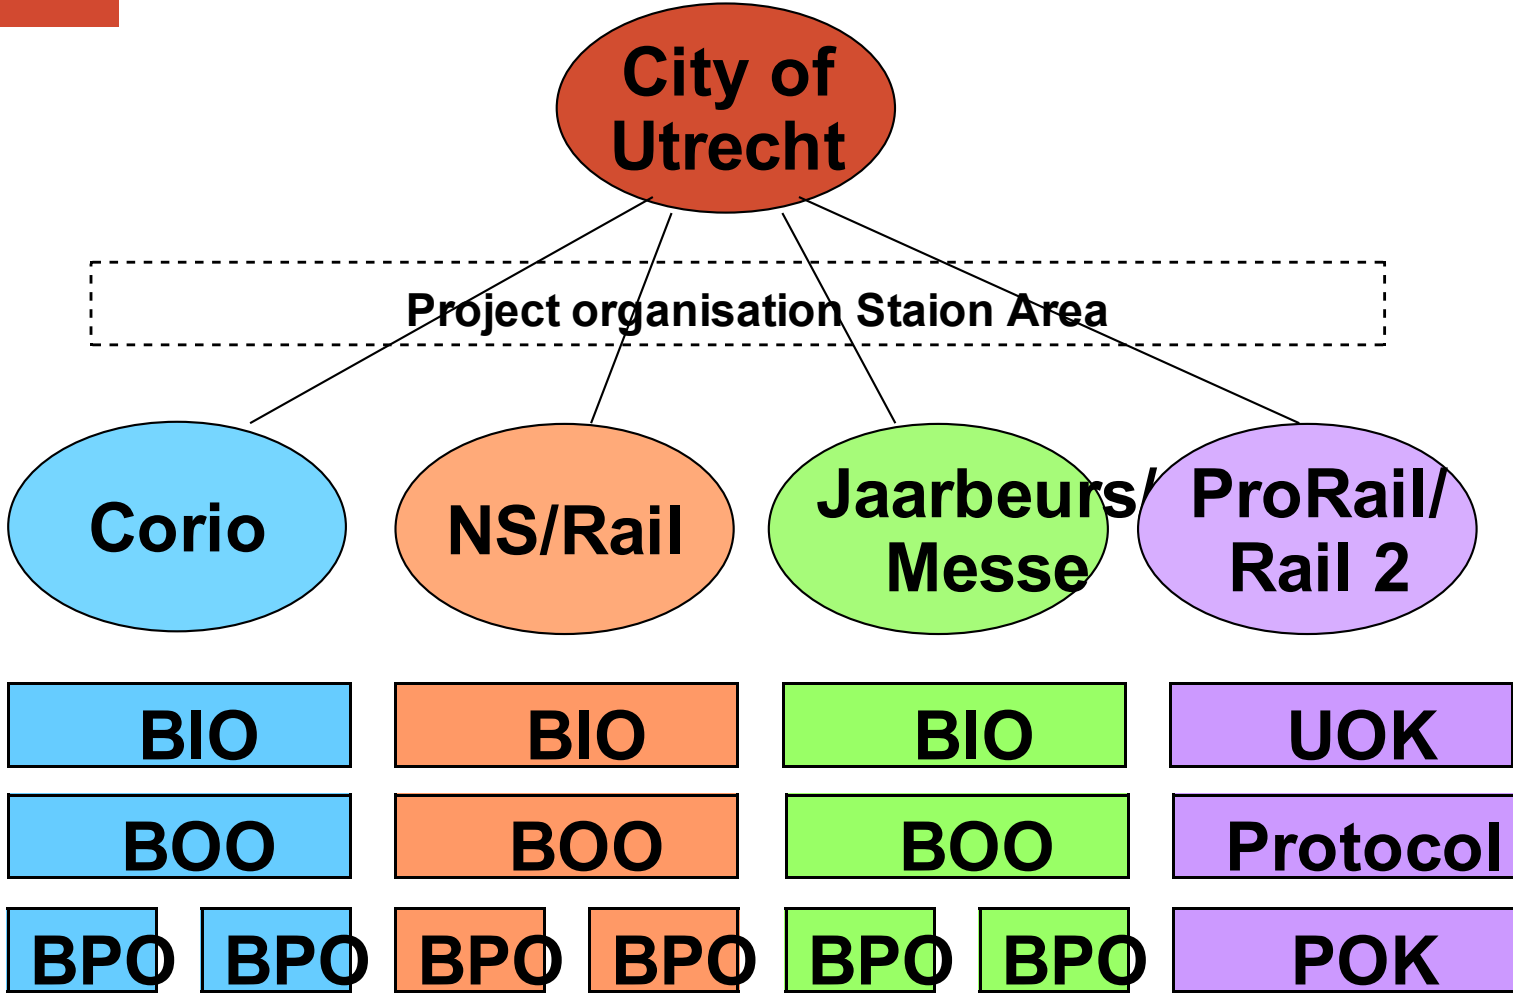 City of
Utrecht
Project organisation Staion Area
Corio
NS/Rail
Jaarbeurs/
Messe
ProRail/
Rail 2
BIO
BIO
BIO
UOK
BOO
BOO
BOO
Protocol
BPO
BPO
BPO
BPO
BPO
BPO
POK